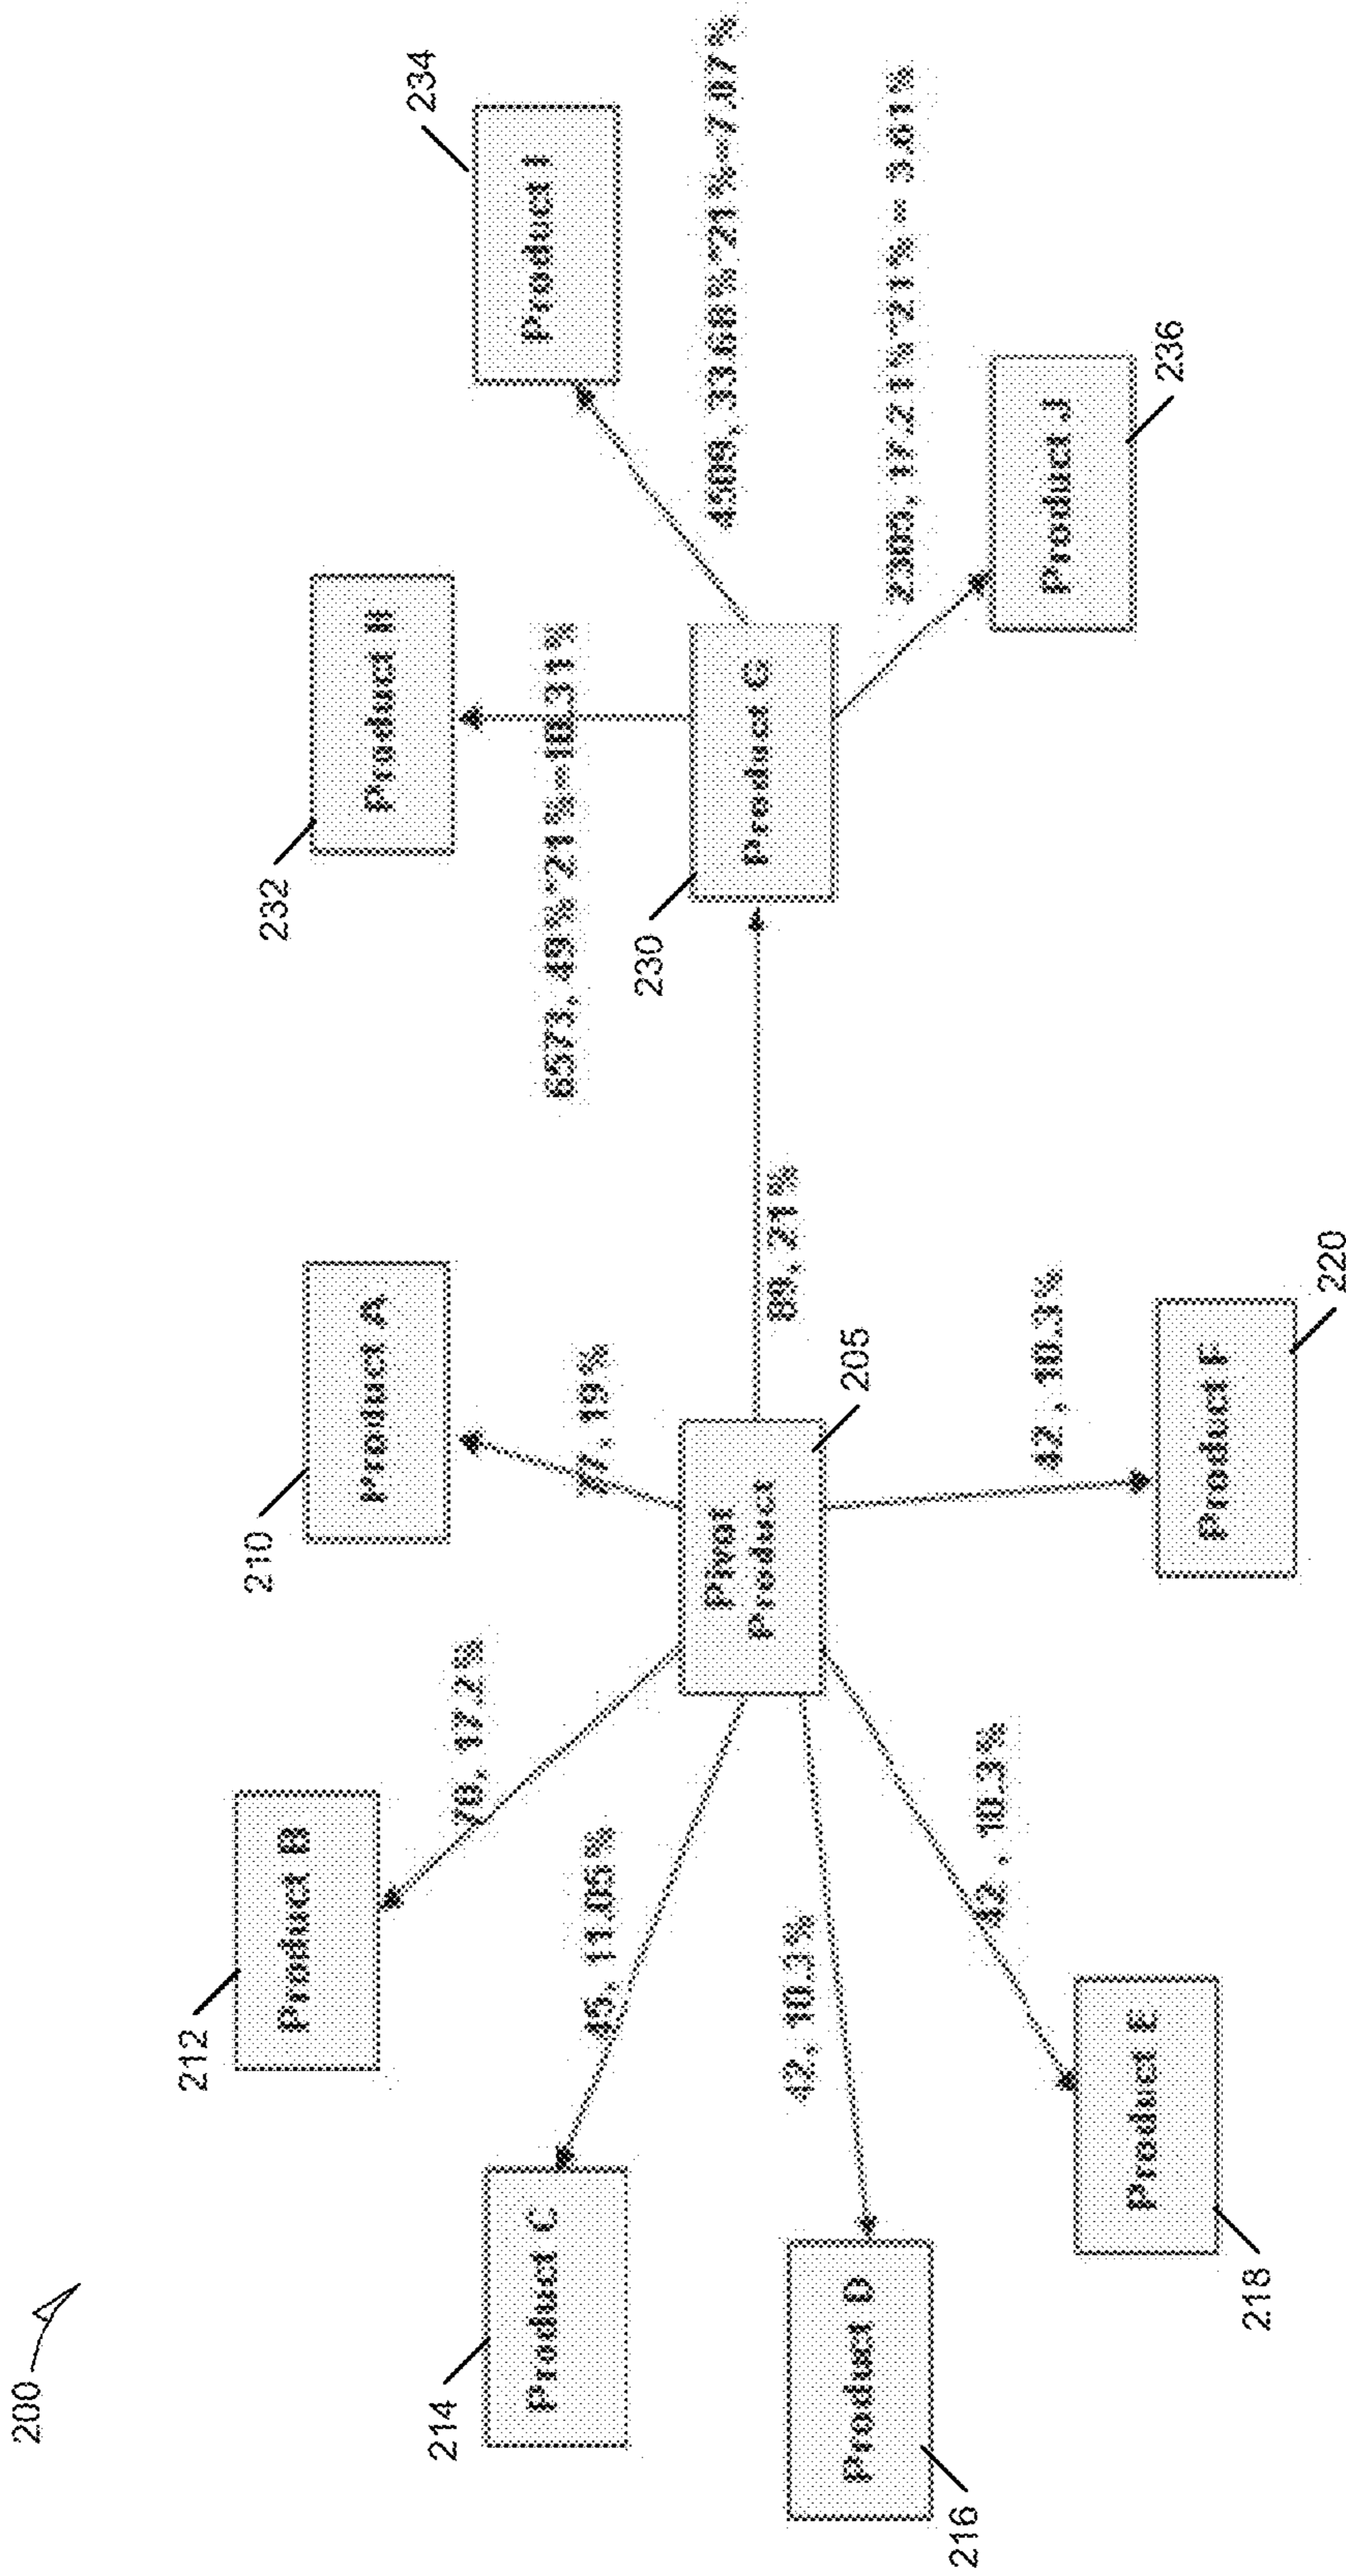 200
212
Product B
70, 17.2%
210
Product A
77, 19%
232
Product H
6573, 49%*21%=10.31%
234
Product I
4509, 33.68%*21%=7.07%
214
Product C
45, 11.05%
Pivot
Product
205
89, 21%
230
Product G
2305, 17.21%*21% = 3.61%
216
Product D
42, 10.3%
218
Product E
42, 10.3%
220
Product F
42, 10.3%
236
Product J